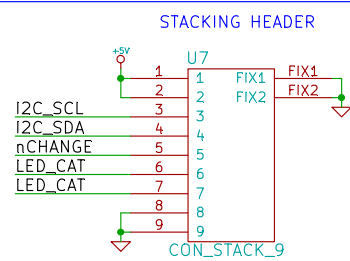 STACKING HEADER
+5V
U7
1 1 FIX1 FIX1
2 2 FIX2 FIX2
I2C_SCL 3 3
I2C_SDA 4 4
nCHANGE 5 5
LED_CAT 6 6
LED_CAT 7 7
8 8
9 9
CON_STACK_9